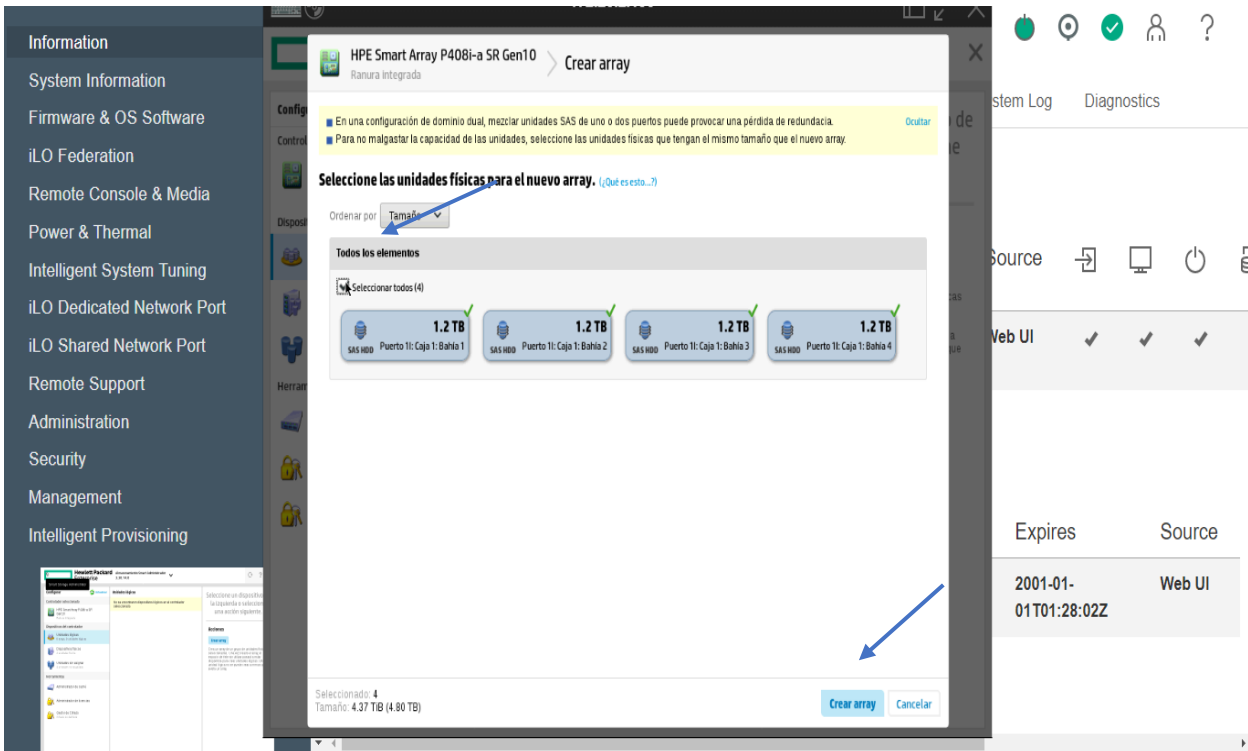 Information
System Information
Firmware & OS Software
iLO Federation
Remote Console & Media
Power & Thermal
Intelligent System Tuning
iLO Dedicated Network Port
iLO Shared Network Port
Remote Support
Administration
Security
Management
Intelligent Provisioning
HPE Smart Array P408i-a SR Gen10
Ranura Integrada
Crear array
En una configuración de dominio dual, mezclar unidades SAS de uno o dos puertos puede provocar una pérdida de redundacia.
Ocultar
Para no malgastar la capacidad de las unidades, seleccione las unidades físicas que tengan el mismo tamaño que el nuevo array.
Seleccione las unidades físicas para el nuevo array. (¿Qué es esto...?)
Ordenar por Tamaño
Todos los elementos
Seleccionar todos (4)
1.2 TB
SAS HDD Puerto 1I: Caja 1: Bahía 1
1.2 TB
SAS HDD Puerto 1I: Caja 1: Bahía 2
1.2 TB
SAS HDD Puerto 1I: Caja 1: Bahía 3
1.2 TB
SAS HDD Puerto 1I: Caja 1: Bahía 4
Seleccionado: 4
Tamaño: 4.37 TiB (4.80 TB)
Crear array
Cancelar
Configu
Control
Disposit
Herram
de
stem Log
Diagnostics
Source
Web UI
Expires
Source
2001-01-
01T01:28:02Z
Web UI
Hewlett Packard
Enterprise